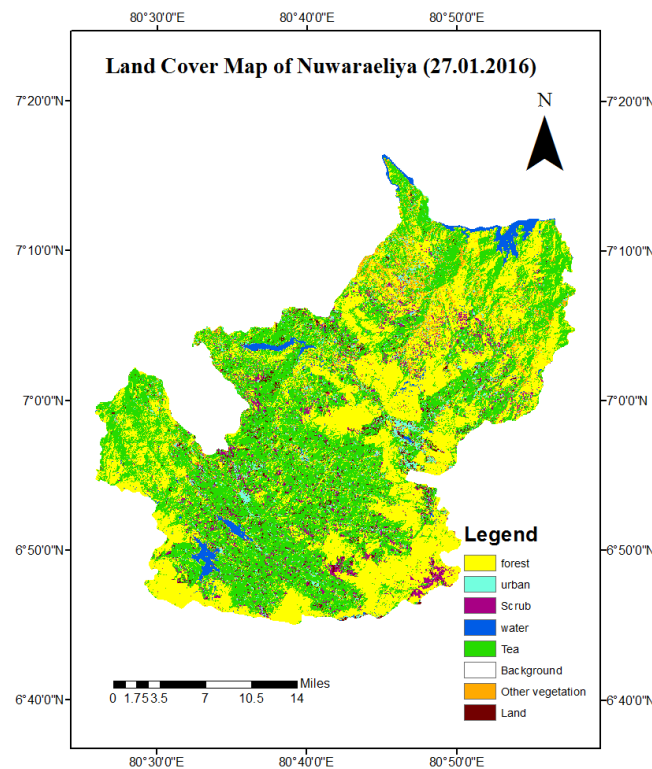 80°30'0"E 80°40'0"E 80°50'0"E
Land Cover Map of Nuwaraeliya (27.01.2016)
7°20'0"N 7°20'0"N
N
7°10'0"N 7°10'0"N
7°0'0"N 7°0'0"N
Legend
6°50'0"N 6°50'0"N
forest
urban
Scrub
water
Tea
Background
Other vegetation
Land
Miles
0 1.75 3.5 7 10.5 14
6°40'0"N 6°40'0"N
80°30'0"E 80°40'0"E 80°50'0"E